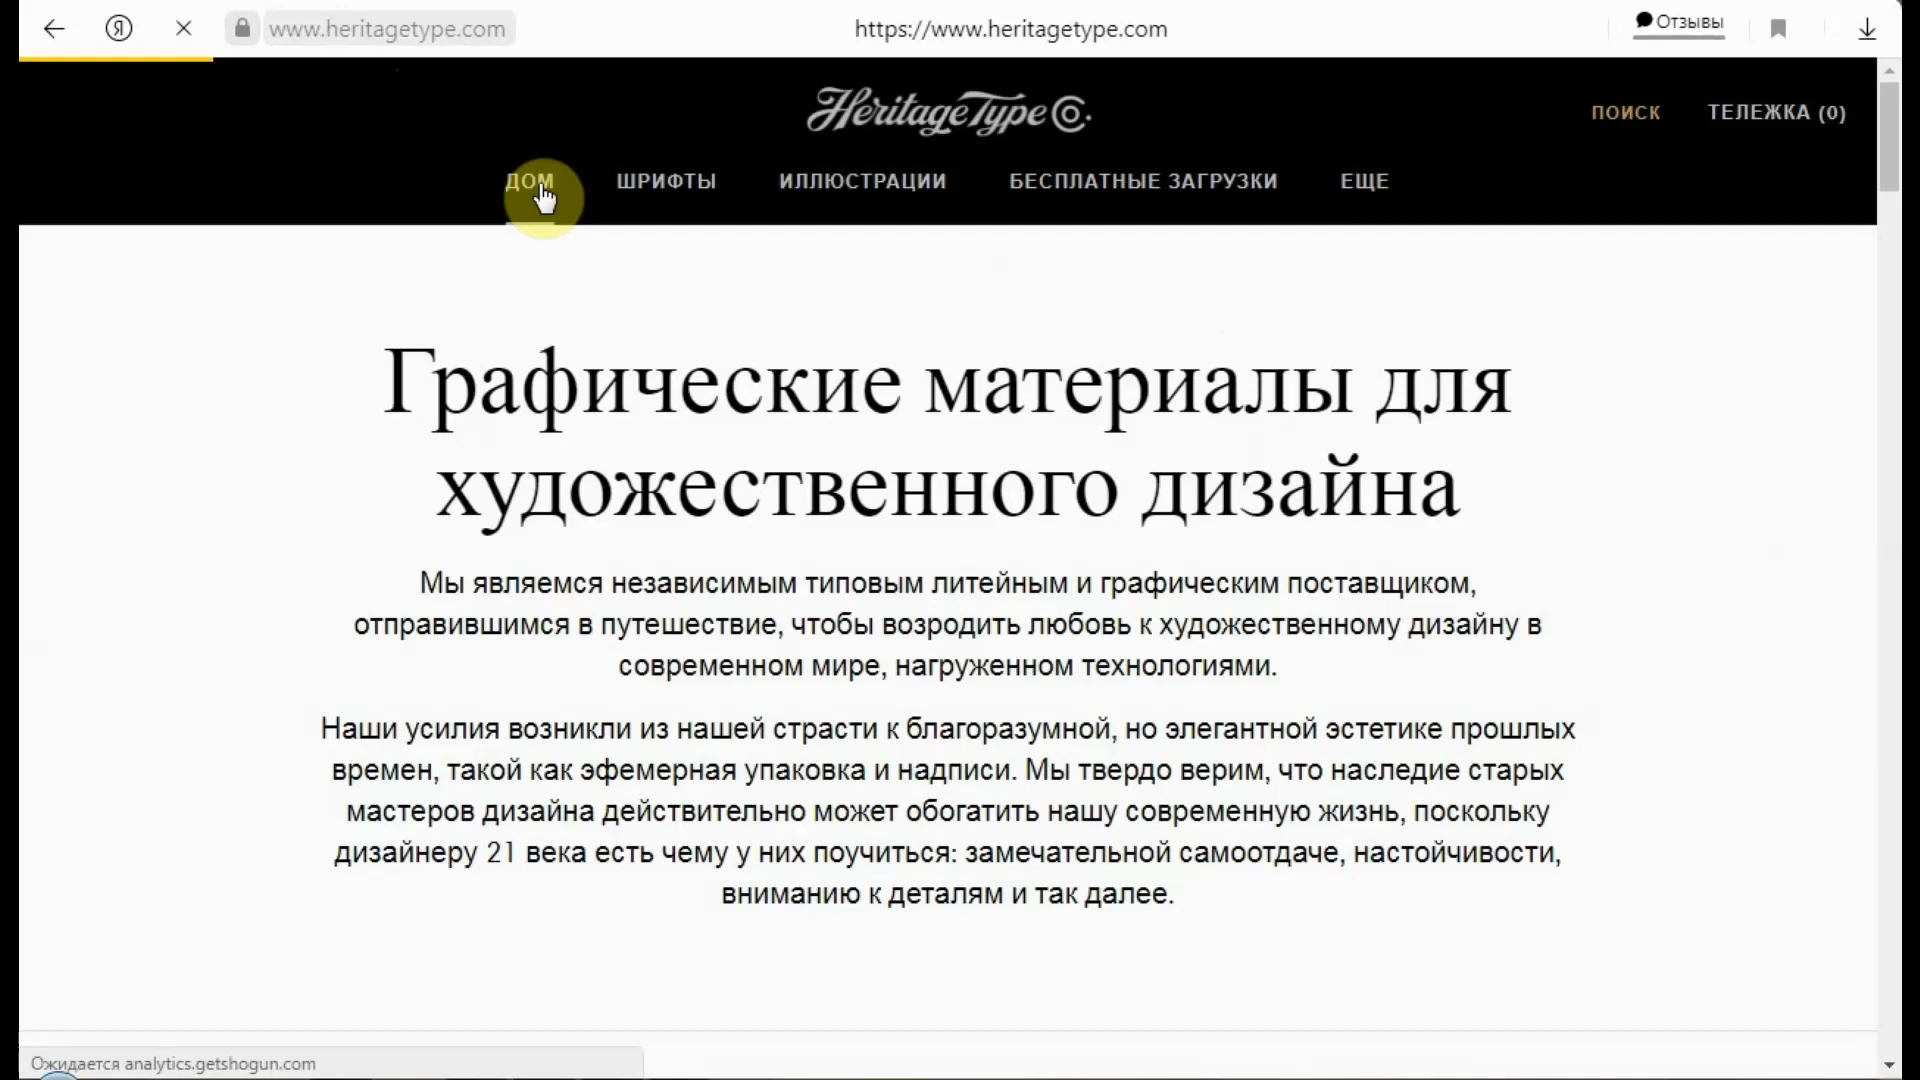 Я
www.heritagetype.com
https://www.heritagetype.com
Отзывы
Heritage Type Co.
ПОИСК
ТЕЛЕЖКА (0)
ДОМ
ШРИФТЫ
ИЛЛЮСТРАЦИИ
БЕСПЛАТНЫЕ ЗАГРУЗКИ
ЕЩЕ
Графические материалы для
художественного дизайна
Мы являемся независимым типовым литейным и графическим поставщиком,
отправившимся в путешествие, чтобы возродить любовь к художественному дизайну в
современном мире, нагруженном технологиями.
Наши усилия возникли из нашей страсти к благоразумной, но элегантной эстетике прошлых
времен, такой как эфемерная упаковка и надписи. Мы твердо верим, что наследие старых
мастеров дизайна действительно может обогатить нашу современную жизнь, поскольку
дизайнеру 21 века есть чему у них поучиться: замечательной самоотдаче, настойчивости,
вниманию к деталям и так далее.
Ожидается analytics.getshogun.com